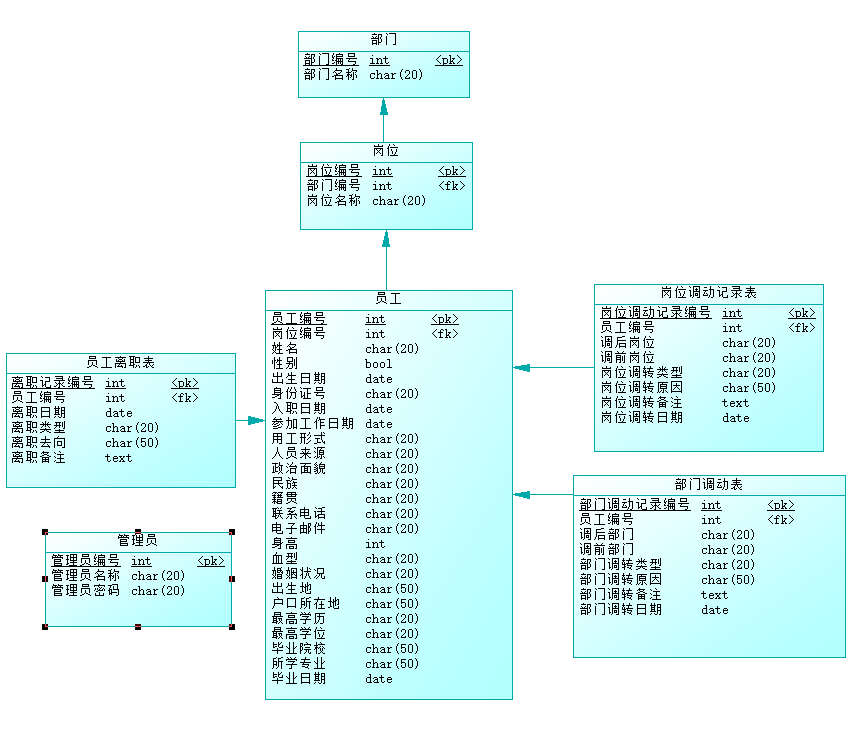 部门
部门编号 int <pk>
部门名称 char(20)
岗位
岗位编号 int <pk>
部门编号 int <fk>
岗位名称 char(20)
员工
员工编号 int <pk>
岗位编号 int <fk>
姓名 char(20)
性别 bool
出生日期 date
身份证号 char(20)
入职日期 date
参加工作日期 date
用工形式 char(20)
人员来源 char(20)
政治面貌 char(20)
民族 char(20)
籍贯 char(20)
联系电话 char(20)
电子邮件 char(20)
身高 int
血型 char(20)
婚姻状况 char(20)
出生地 char(50)
户口所在地 char(50)
最高学历 char(20)
最高学位 char(20)
毕业院校 char(50)
所学专业 char(50)
毕业日期 date
岗位调动记录表
岗位调动记录编号 int <pk>
员工编号 int <fk>
调后岗位 char(20)
调前岗位 char(20)
岗位调转类型 char(20)
岗位调转原因 char(50)
岗位调转备注 text
岗位调转日期 date
员工离职表
离职记录编号 int <pk>
员工编号 int <fk>
离职日期 date
离职类型 char(20)
离职去向 char(50)
离职备注 text
部门调动表
部门调动记录编号 int <pk>
员工编号 int <fk>
调后部门 char(20)
调前部门 char(20)
部门调转类型 char(20)
部门调转原因 char(50)
部门调转备注 text
部门调转日期 date
管理员
管理员编号 int <pk>
管理员名称 char(20)
管理员密码 char(20)